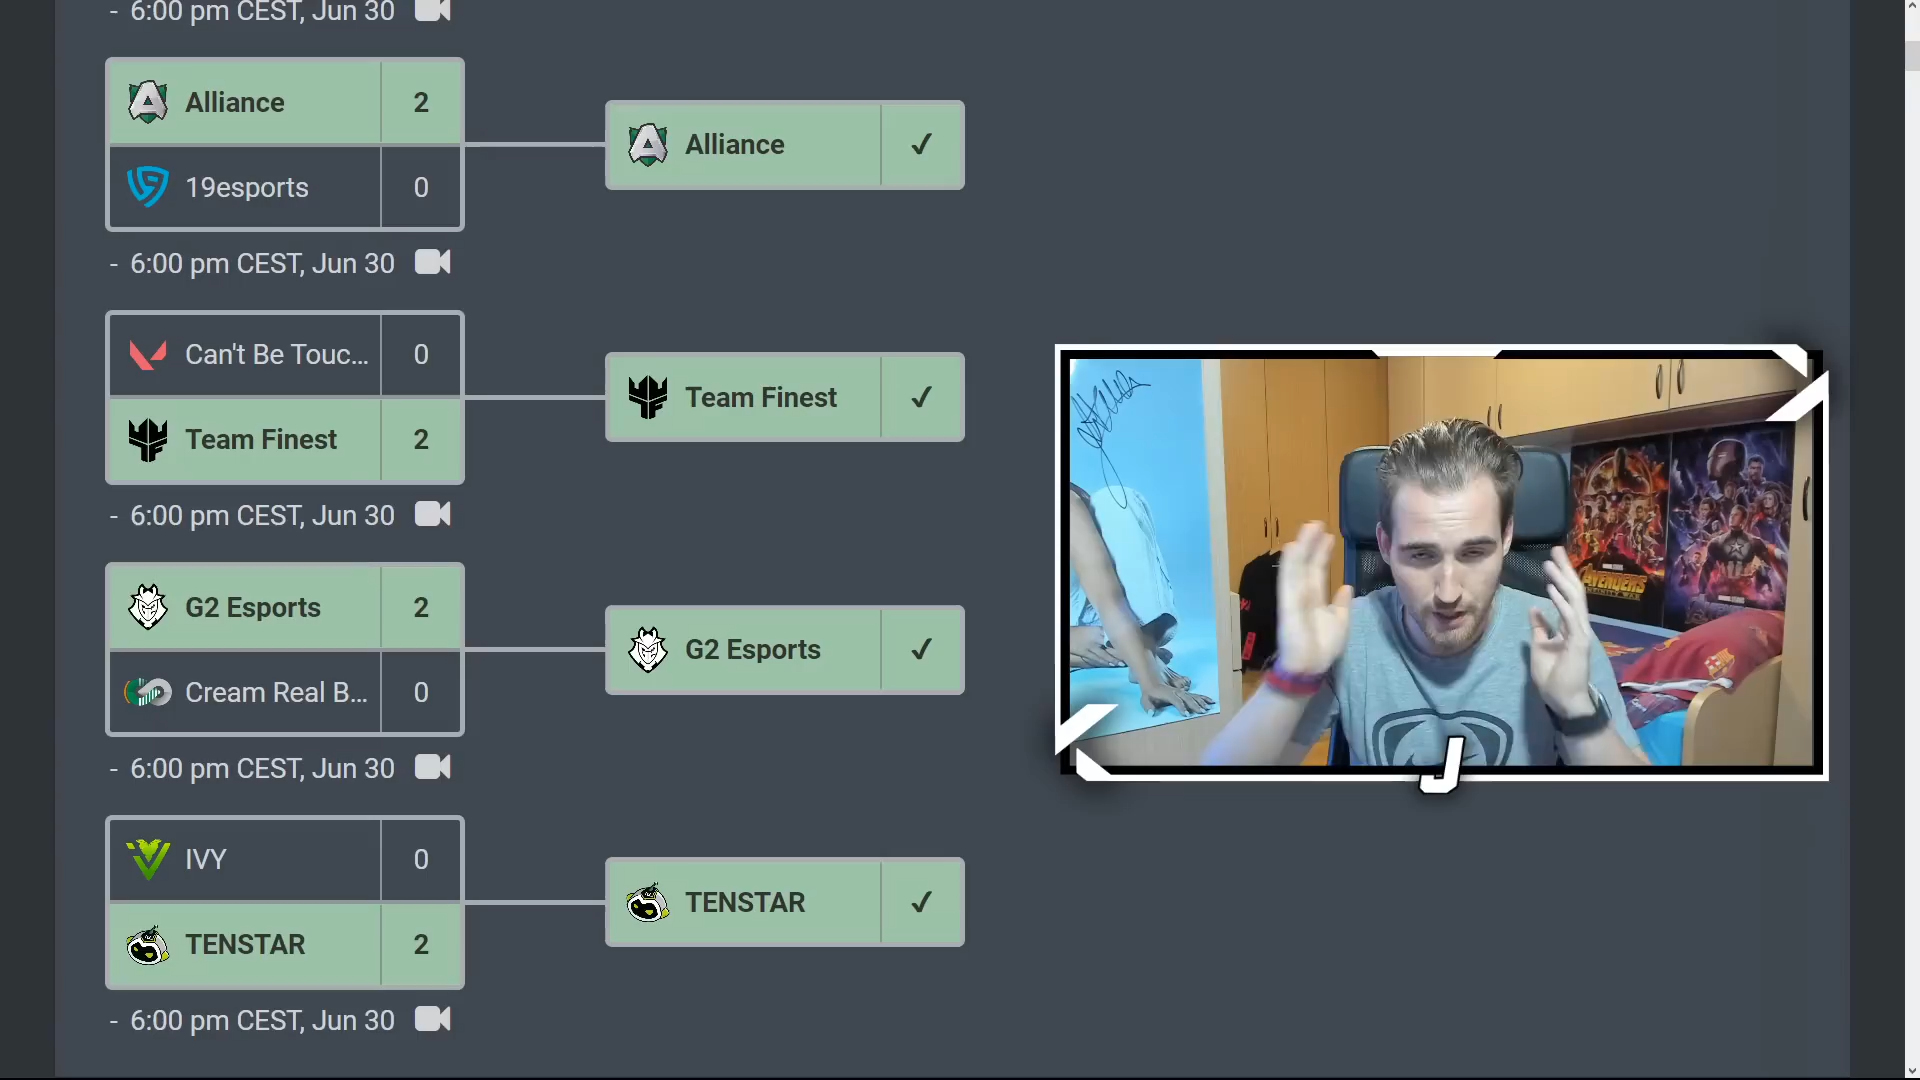 - 6:00 pm CEST, Jun 30
Alliance 2
19esports 0
Alliance ✓
- 6:00 pm CEST, Jun 30
Can't Be Touc... 0
Team Finest 2
Team Finest ✓
- 6:00 pm CEST, Jun 30
G2 Esports 2
Cream Real B... 0
G2 Esports ✓
- 6:00 pm CEST, Jun 30
IVY 0
TENSTAR 2
TENSTAR ✓
- 6:00 pm CEST, Jun 30
AVENGERS
J